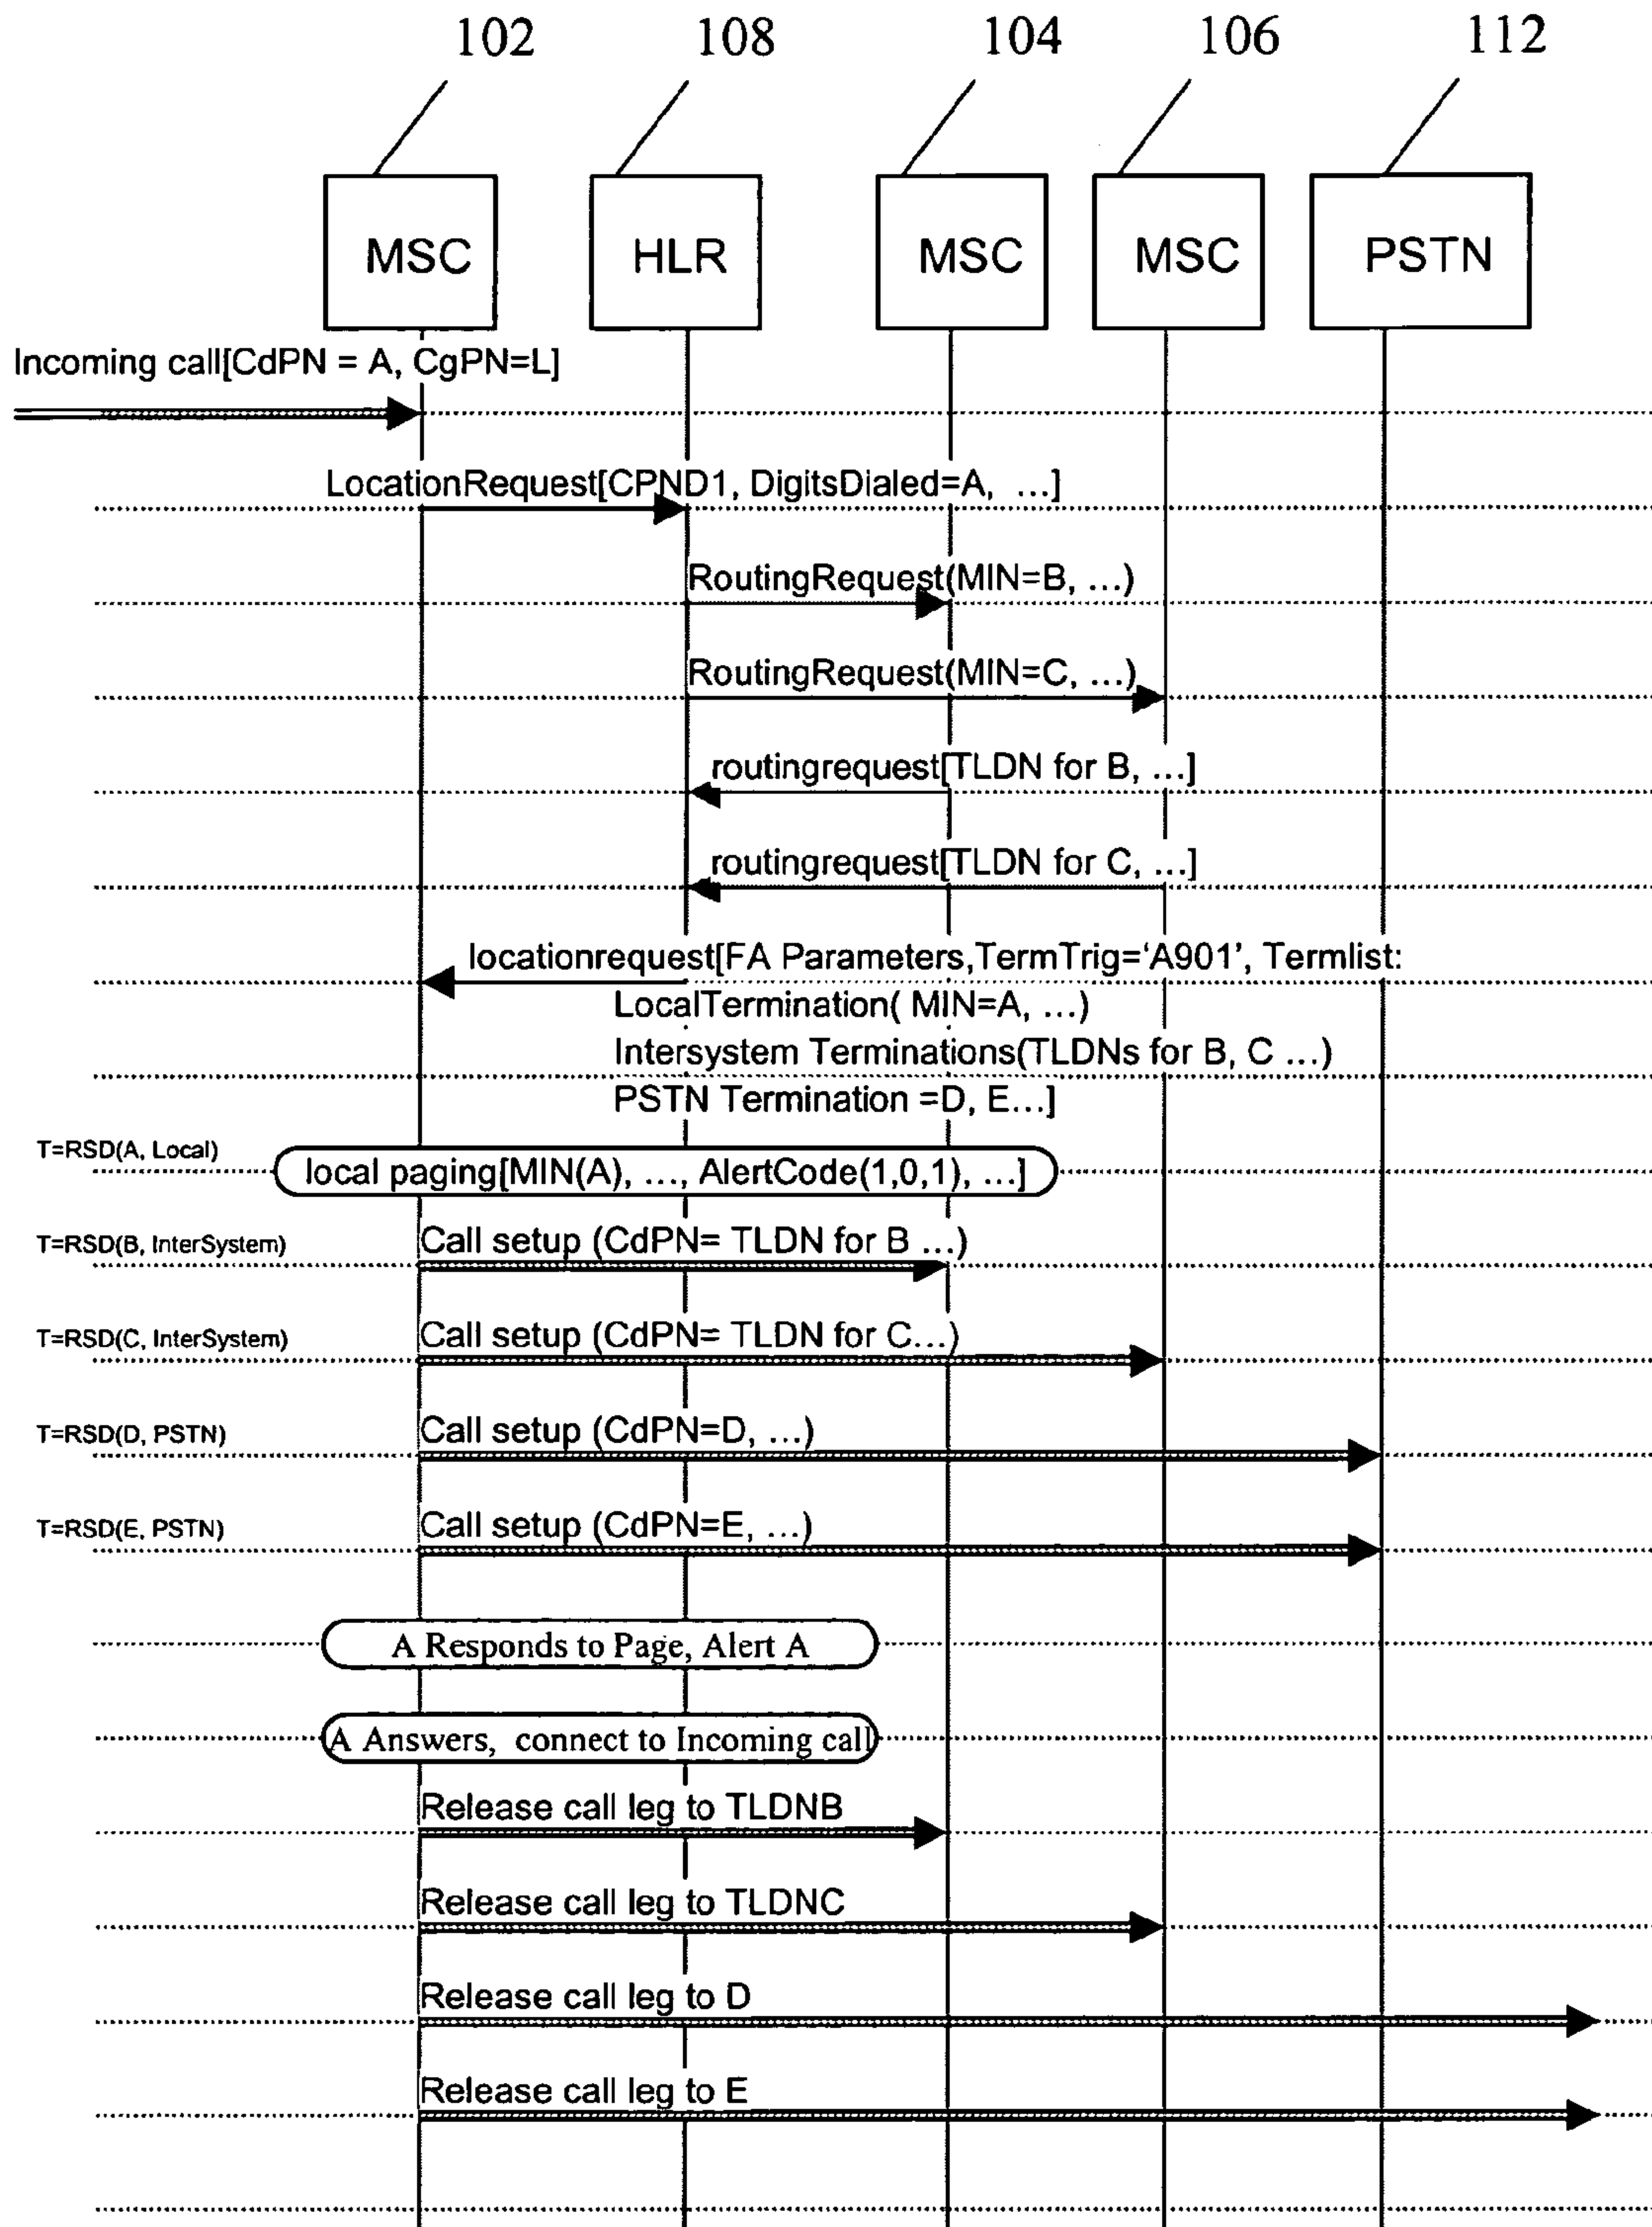 102 108 104 106 112
MSC HLR MSC MSC PSTN
Incoming call[CdPN = A, CgPN=L]
LocationRequest[CPND1, DigitsDialed=A, ...]
RoutingRequest(MIN=B, ...)
RoutingRequest(MIN=C, ...)
routingrequest[TLDN for B, ...]
routingrequest[TLDN for C, ...]
locationrequest[FA Parameters,TermTrig='A901', Termlist:
LocalTermination( MIN=A, ...)
Intersystem Terminations(TLDNs for B, C ...)
PSTN Termination =D, E...]
T=RSD(A, Local)
local paging[MIN(A), ..., AlertCode(1,0,1), ...]
T=RSD(B, InterSystem)
Call setup (CdPN= TLDN for B ...)
T=RSD(C, InterSystem)
Call setup (CdPN= TLDN for C...)
T=RSD(D, PSTN)
Call setup (CdPN=D, ...)
T=RSD(E, PSTN)
Call setup (CdPN=E, ...)
A Responds to Page, Alert A
A Answers, connect to Incoming call
Release call leg to TLDNB
Release call leg to TLDNC
Release call leg to D
Release call leg to E